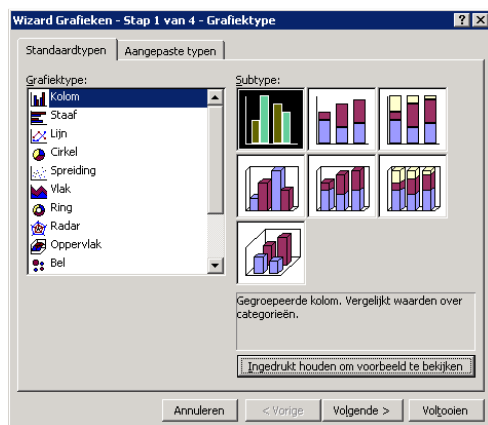 Wizard Grafieken - Stap 1 van 4 - Grafiektype
Standaardtypen
Aangepaste typen
Grafiektype:
Kolom
Staaf
Lijn
Cirkel
Spreiding
Vlak
Ring
Radar
Oppervlak
Bel
Subtype:
Gegroepeerde kolom. Vergelijkt waarden over
categorieën.
Ingedrukt houden om voorbeeld te bekijken
Annuleren
< Vorige
Volgende >
Voltooien